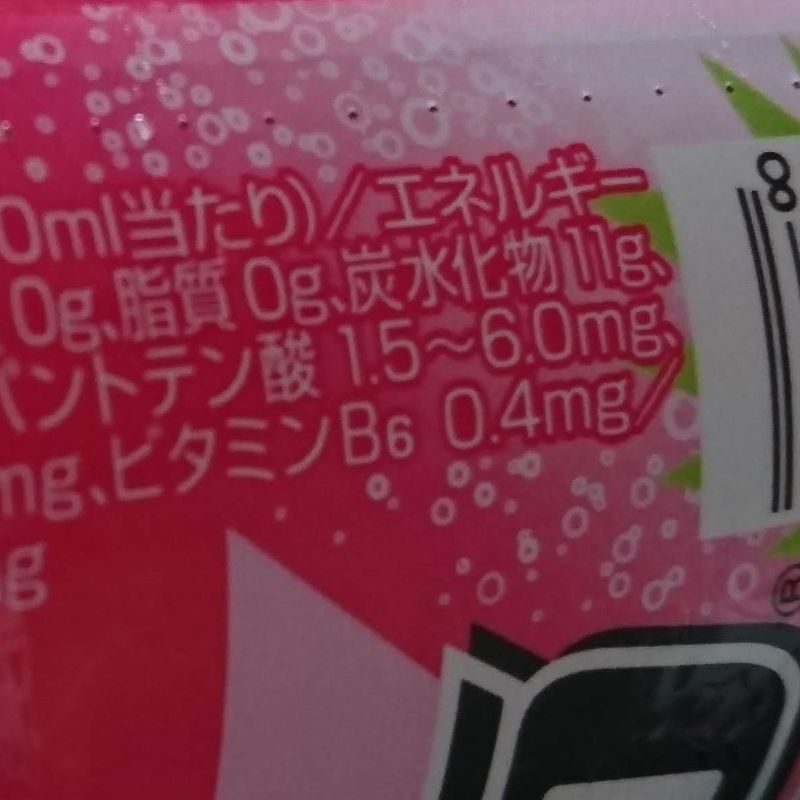 0ml当たり)/エネルギー
0g、脂質 0g、炭水化物 11g、
パントテン酸 1.5〜6.0mg、
mg、ビタミンB6 0.4mg/
g
8
®